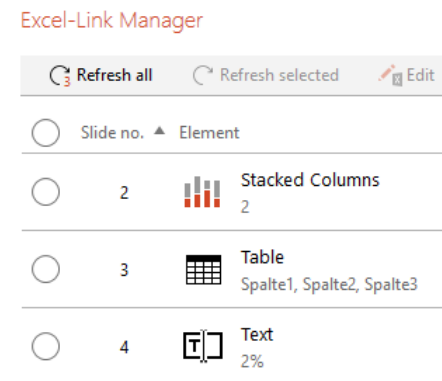 Excel-Link Manager
3 Refresh all Refresh selected Edit
Slide no. Element
2 Stacked Columns
2
3 Table
Spalte1, Spalte2, Spalte3
4 T Text
2%